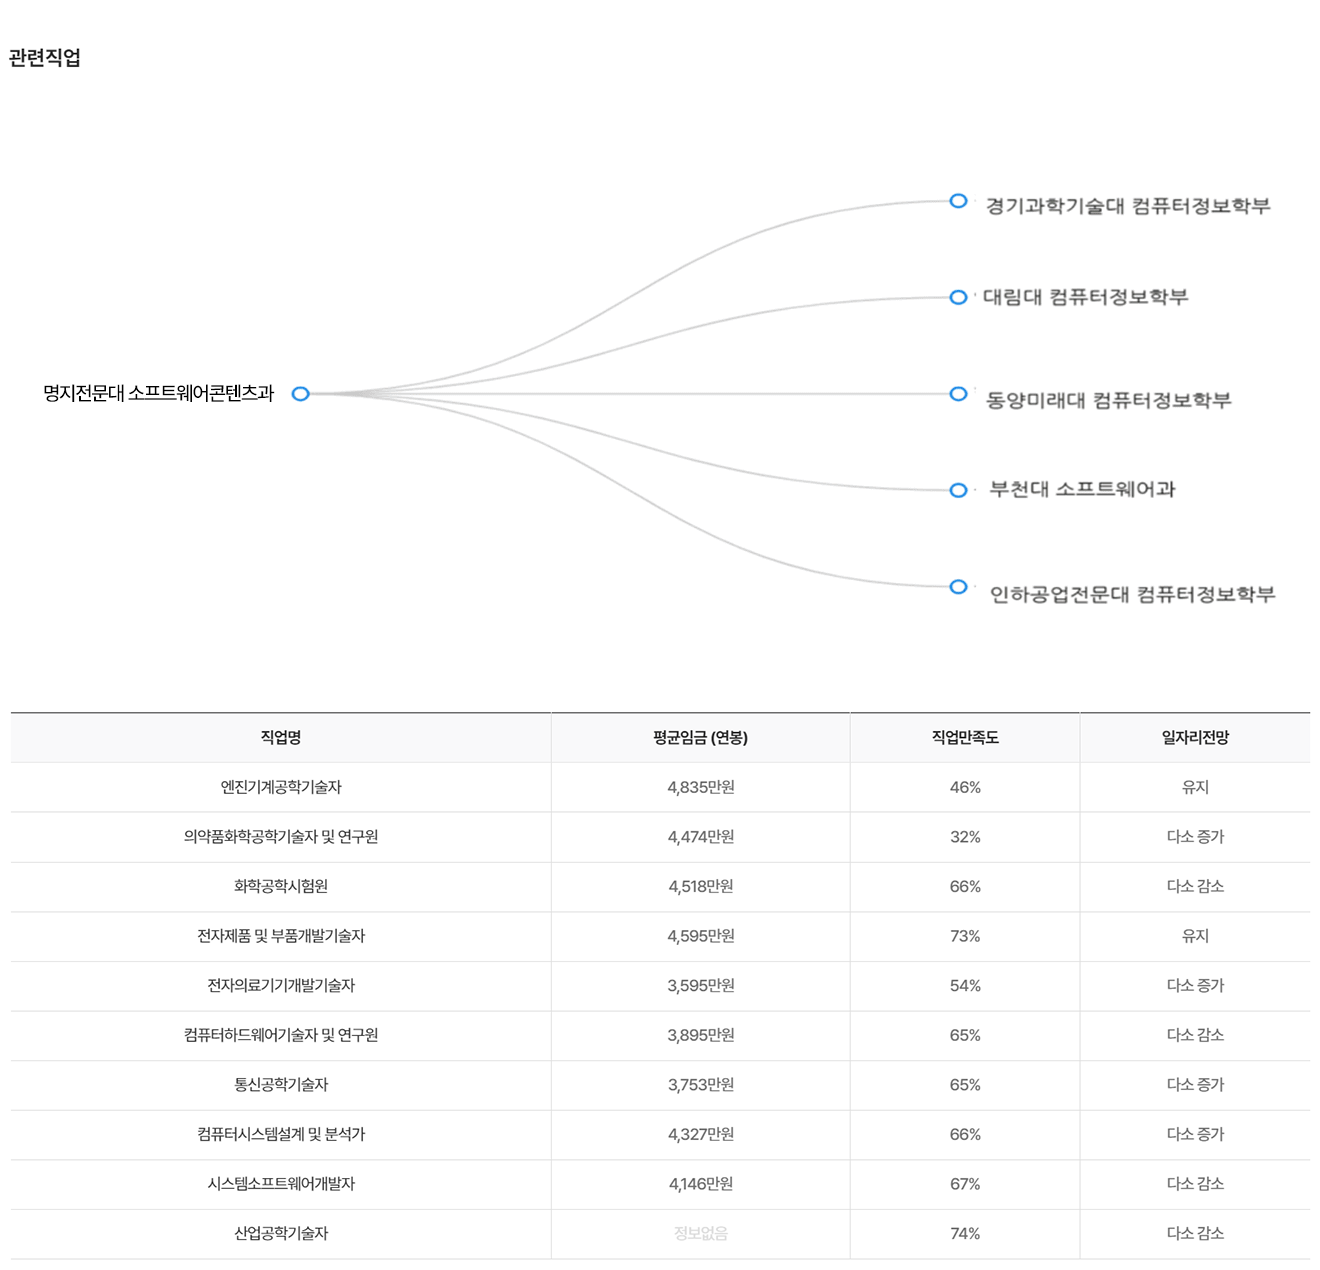 관련직업
경기과학기술대 컴퓨터정보학부
대림대 컴퓨터정보학부
명지전문대 소프트웨어콘텐츠과
동양미래대 컴퓨터정보학부
부천대 소프트웨어과
인하공업전문대 컴퓨터정보학부
직업명 평균임금 (연봉) 직업만족도 일자리전망
엔진기계공학기술자 4,835만원 46% 유지
의약품화학공학기술자 및 연구원 4,474만원 32% 다소 증가
화학공학시험원 4,518만원 66% 다소 감소
전자제품 및 부품개발기술자 4,595만원 73% 유지
전자의료기기개발기술자 3,595만원 54% 다소 증가
컴퓨터하드웨어기술자 및 연구원 3,895만원 65% 다소 감소
통신공학기술자 3,753만원 65% 다소 증가
컴퓨터시스템설계 및 분석가 4,327만원 66% 다소 증가
시스템소프트웨어개발자 4,146만원 67% 다소 감소
산업공학기술자 정보없음 74% 다소 감소